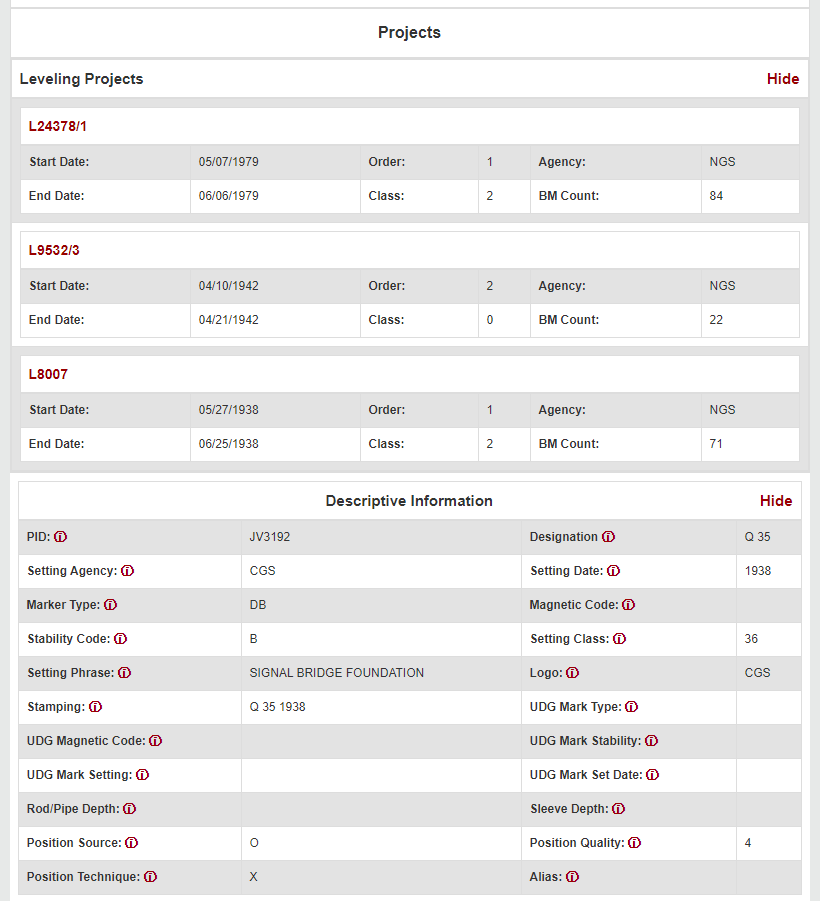 Projects
Leveling Projects Hide
L24378/1
Start Date: 05/07/1979 Order: 1 Agency: NGS
End Date: 06/06/1979 Class: 2 BM Count: 84
L9532/3
Start Date: 04/10/1942 Order: 2 Agency: NGS
End Date: 04/21/1942 Class: 0 BM Count: 22
L8007
Start Date: 05/27/1938 Order: 1 Agency: NGS
End Date: 06/25/1938 Class: 2 BM Count: 71
Descriptive Information Hide
PID: JV3192 Designation Q 35
Setting Agency: CGS Setting Date: 1938
Marker Type: DB Magnetic Code:
Stability Code: B Setting Class: 36
Setting Phrase: SIGNAL BRIDGE FOUNDATION Logo: CGS
Stamping: Q 35 1938 UDG Mark Type:
UDG Magnetic Code: UDG Mark Stability:
UDG Mark Setting: UDG Mark Set Date:
Rod/Pipe Depth: Sleeve Depth:
Position Source: O Position Quality: 4
Position Technique: X Alias: